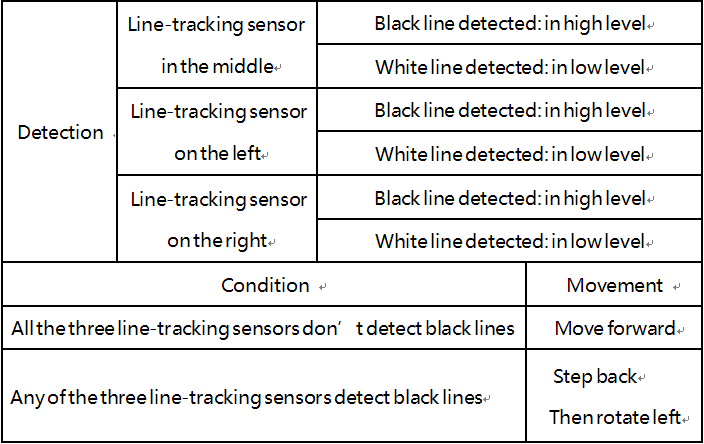 Detection
Line-tracking sensor
in the middle
Black line detected: in high level
White line detected: in low level
Line-tracking sensor
on the left
Black line detected: in high level
White line detected: in low level
Line-tracking sensor
on the right
Black line detected: in high level
White line detected: in low level
Condition
Movement
All the three line-tracking sensors don’t detect black lines
Move forward
Any of the three line-tracking sensors detect black lines
Step back
Then rotate left